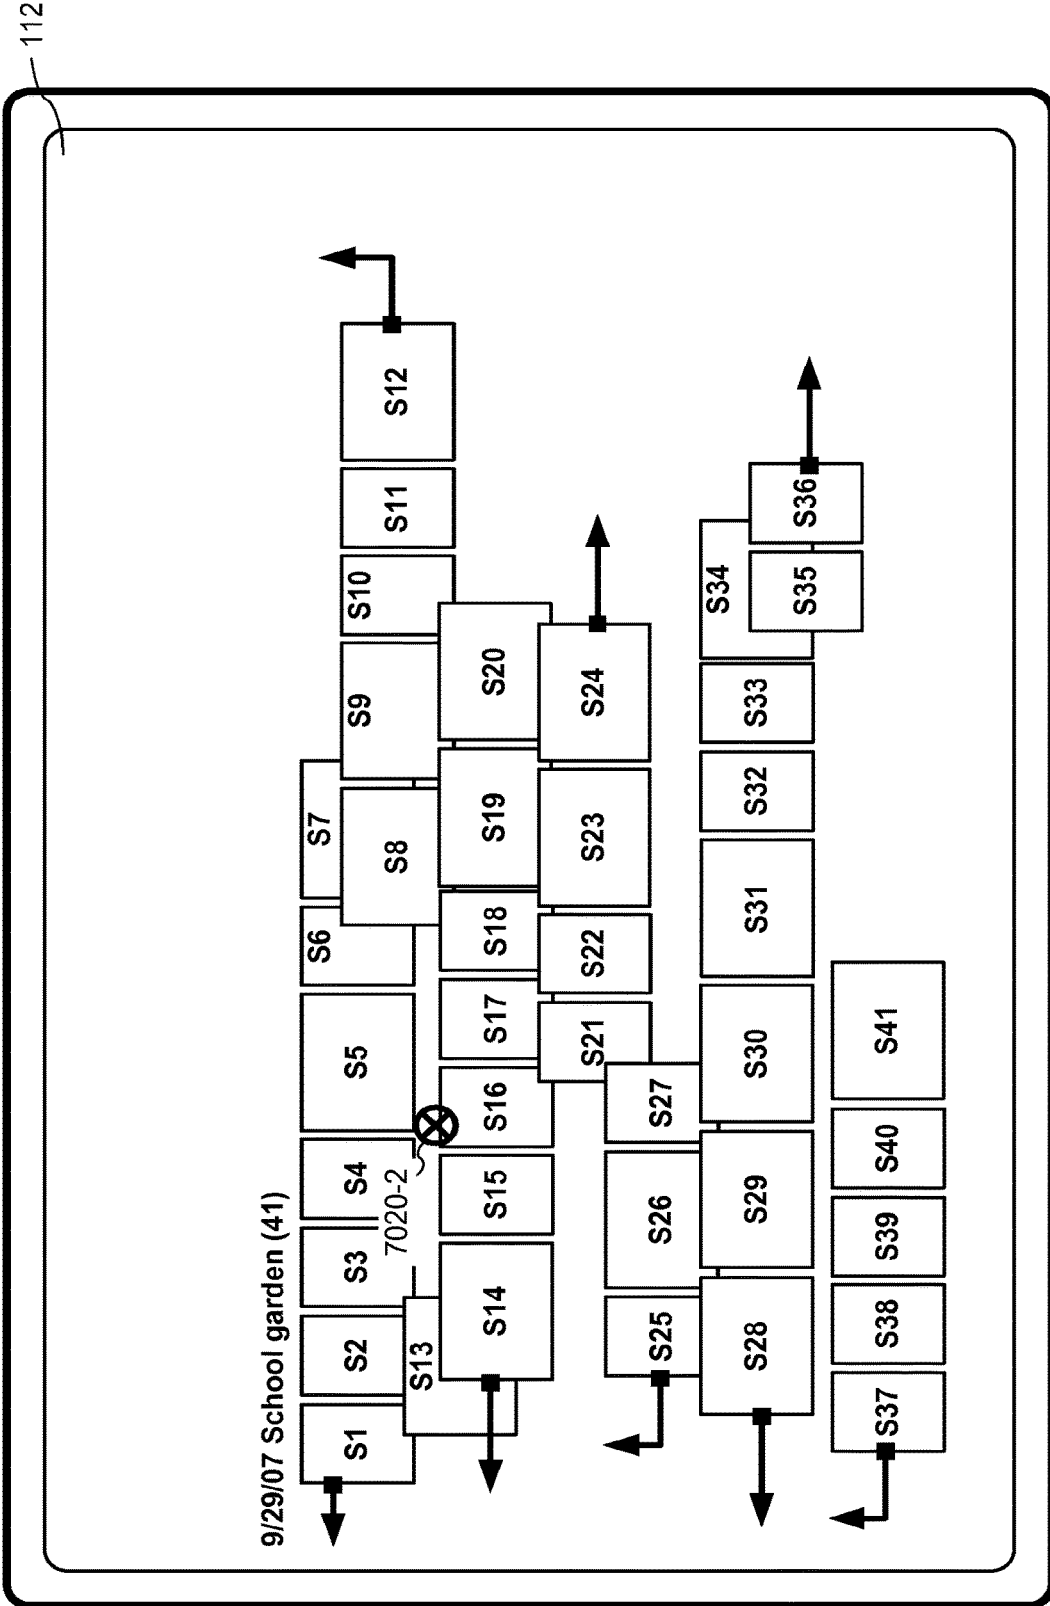 112
9/29/07 School garden (41)
S1
S2
S3
S4
S5
S6
S7
S8
S9
S10
S11
S12
7020-2
S13
S14
S15
S16
S17
S18
S19
S20
S21
S22
S23
S24
S25
S26
S27
S28
S29
S30
S31
S32
S33
S34
S35
S36
S37
S38
S39
S40
S41